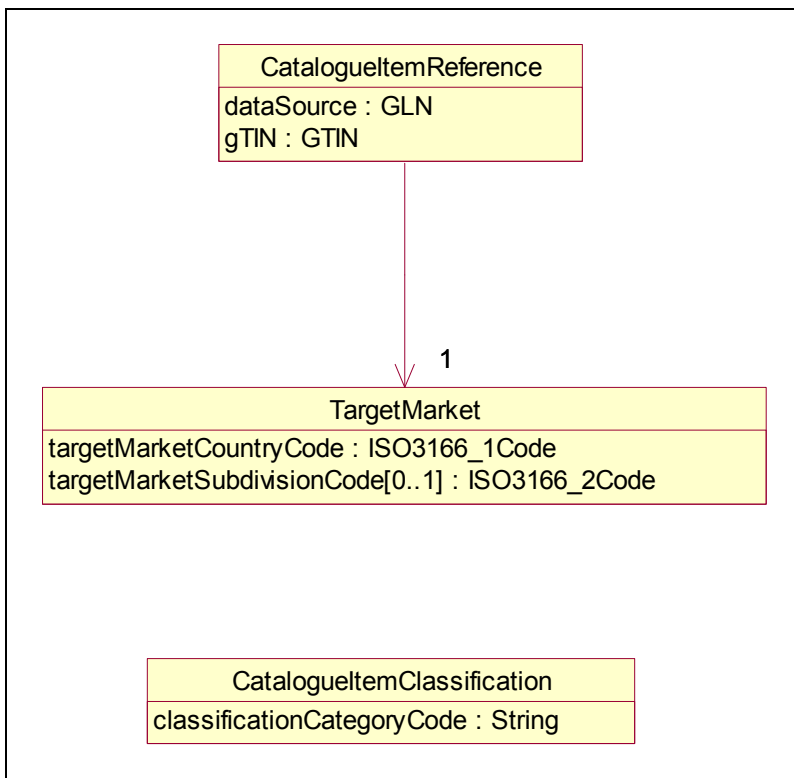 CatalogueItemReference
dataSource : GLN
gTIN : GTIN
1
TargetMarket
targetMarketCountryCode : ISO3166_1Code
targetMarketSubdivisionCode[0..1] : ISO3166_2Code
CatalogueItemClassification
classificationCategoryCode : String